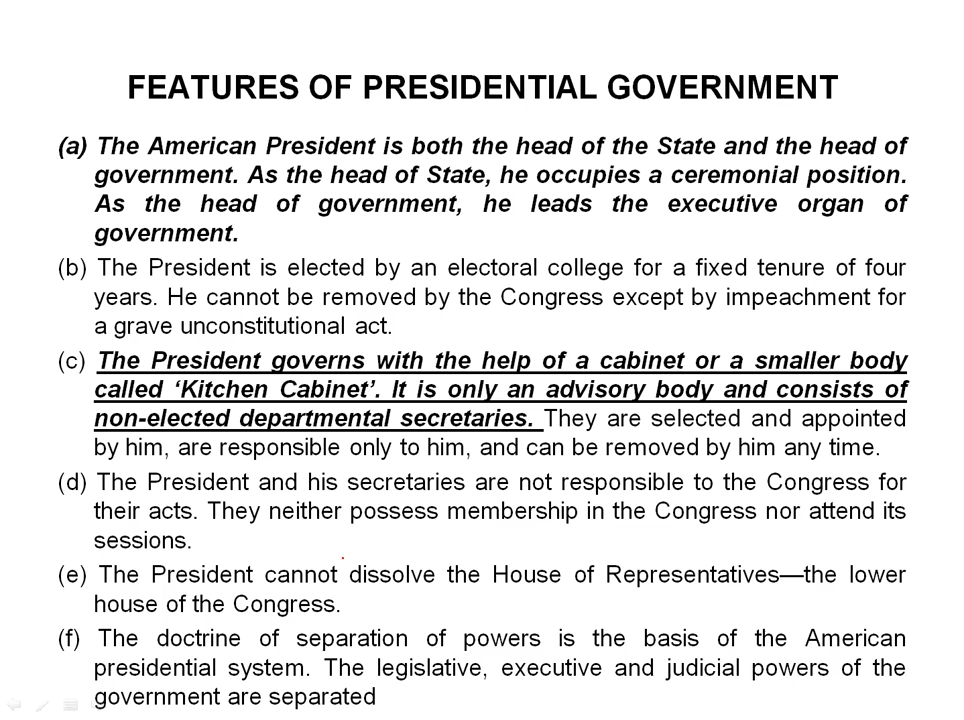 FEATURES OF PRESIDENTIAL GOVERNMENT
(a) The American President is both the head of the State and the head of
government. As the head of State, he occupies a ceremonial position.
As the head of government, he leads the executive organ of
government.
(b) The President is elected by an electoral college for a fixed tenure of four
years. He cannot be removed by the Congress except by impeachment for
a grave unconstitutional act.
(c) The President governs with the help of a cabinet or a smaller body
called ‘Kitchen Cabinet’. It is only an advisory body and consists of
non-elected departmental secretaries. They are selected and appointed
by him, are responsible only to him, and can be removed by him any time.
(d) The President and his secretaries are not responsible to the Congress for
their acts. They neither possess membership in the Congress nor attend its
sessions.
(e) The President cannot dissolve the House of Representatives—the lower
house of the Congress.
(f) The doctrine of separation of powers is the basis of the American
presidential system. The legislative, executive and judicial powers of the
government are separated